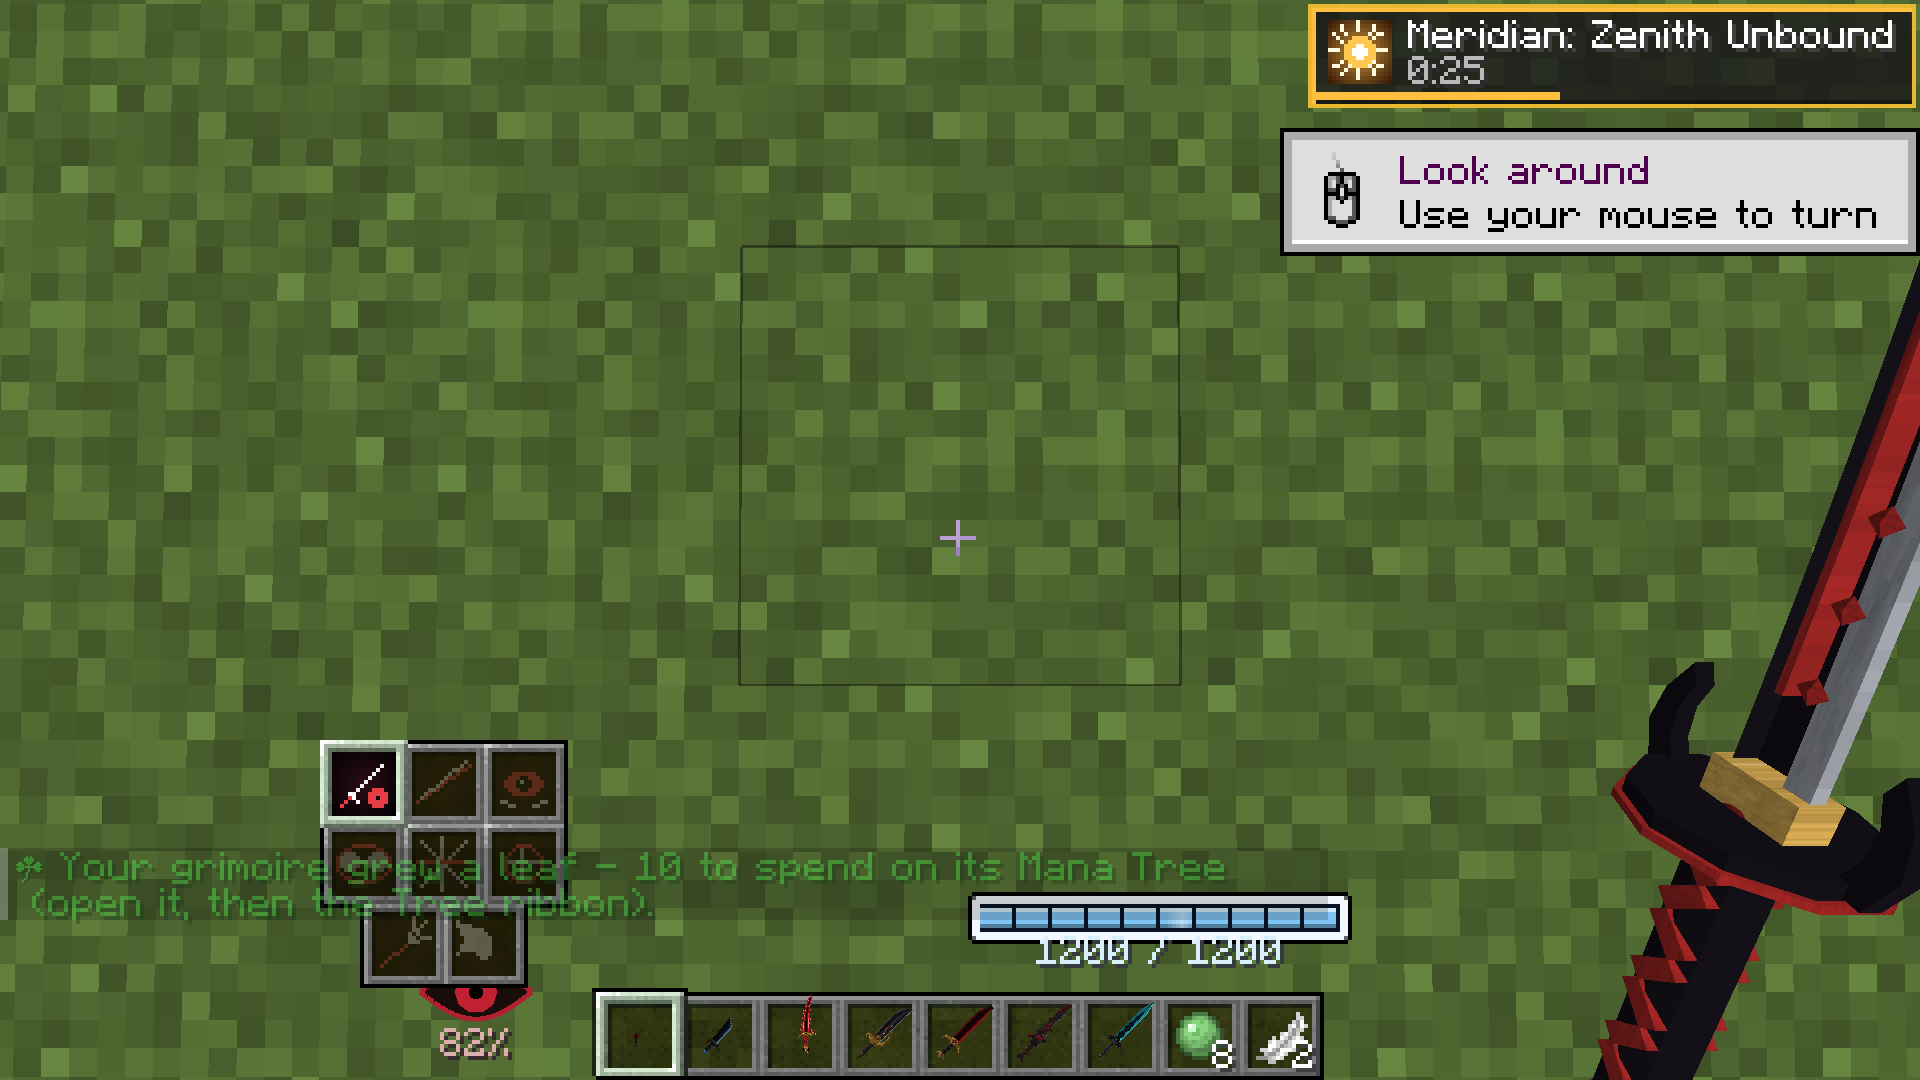 Meridian: Zenith Unbound
0:25
Look around
Use your mouse to turn
☘ Your grimoire grew a leaf - 10 to spend on its Mana Tree
(open it, then the Tree ribbon).
1200 / 1200
82%
8
2